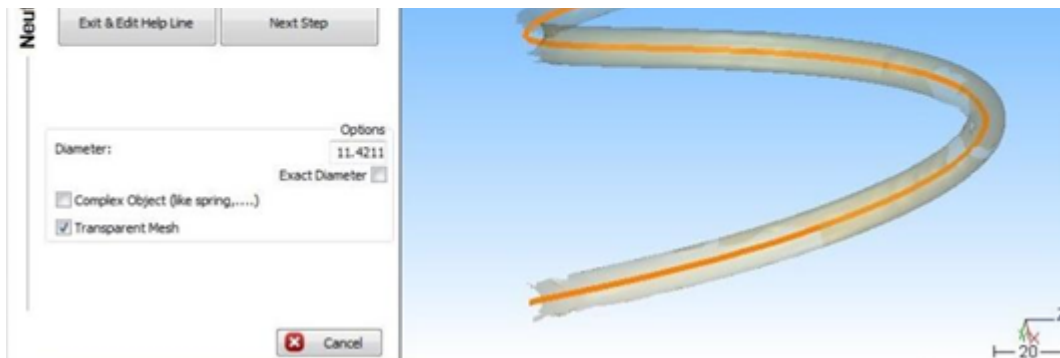 Exit & Edit Help Line
Next Step
Options
Diameter:
11.4211
Exact Diameter
Complex Object (like spring,....)
Transparent Mesh
Cancel
20